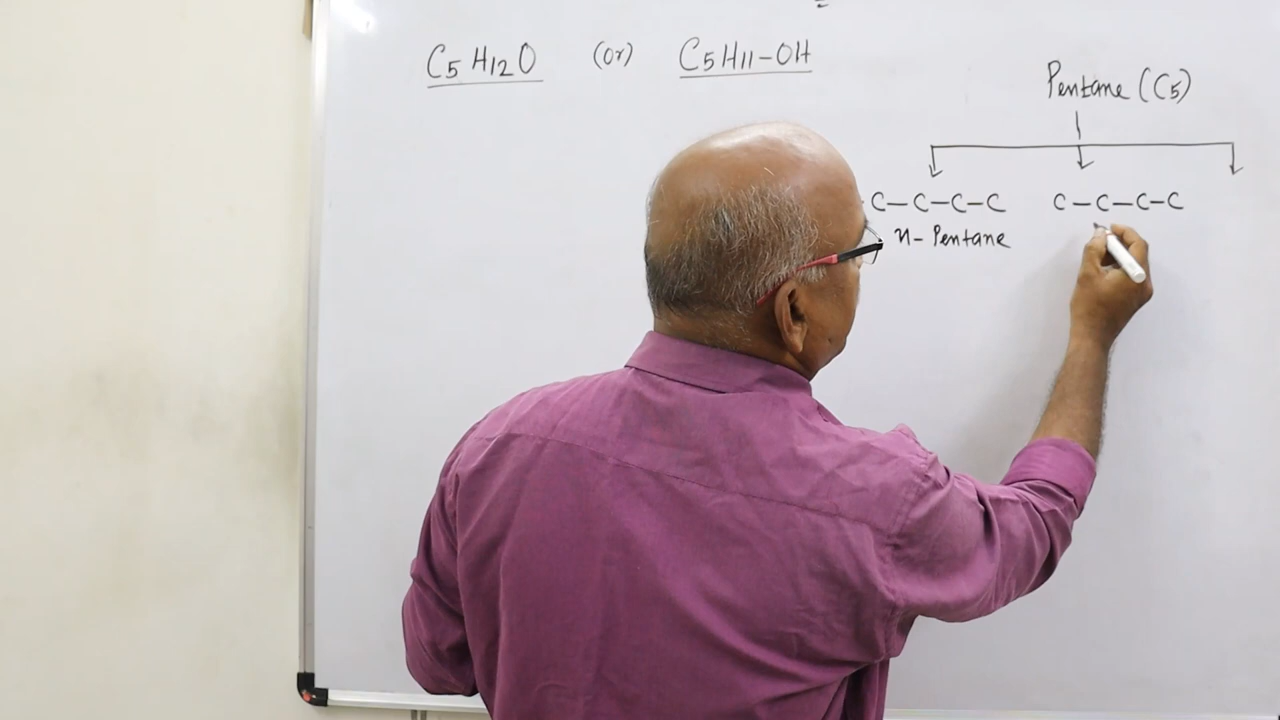 C5H12O (or) C5H11-OH
Pentane (C5)
C-C-C-C C-C-C-C
n-Pentane